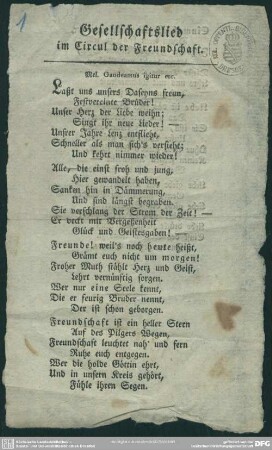 1
Gesellschaftslied
im Circul der Freundschaft.
Mel. Gaudeamus igitur etc.
Laßt uns unsers Daseyns freun,
Festvereinte Brüder!
Unser Herz der Liebe weihn;
Singt ihr neue Lieder! —
Unsrer Jahre Lenz entflieht,
Schneller als man sich's versieht;
Und kehrt nimmer wieder!
Alle, die einst froh und jung,
Hier gewandelt haben,
Sanken hin in Dämmerung,
Und sind längst begraben.
Sie verschlang der Strom der Zeit! —
Er weckt mir Vergessenheit
Glück und Geistesgaben! —
Freunde! weil's noch heute heißt,
Grämt euch nicht um morgen!
Froher Muth stählt Herz und Geist,
Lehrt vernünftig sorgen.
Wer nur eine Seele kennt,
Die er feurig Bruder nennt,
Der ist schon geborgen.
Freundschaft ist ein heller Stern
Auf des Pilgers Wegen,
Freundschaft leuchtet nah' und fern
Ruhe euch entgegen.
Wer die holde Göttin ehrt,
Und in unsern Kreis gehört,
Fühle ihren Segen.
DFG